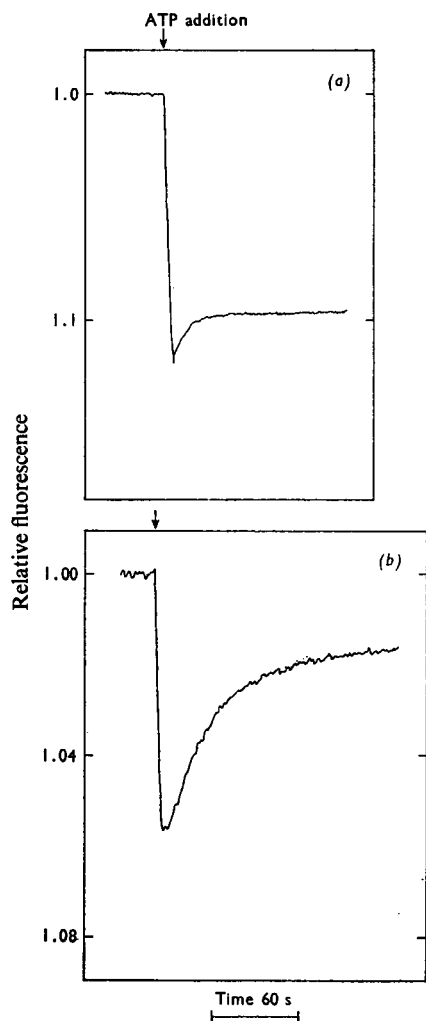 ATP addition
(a)
1.0
1.1
Relative fluorescence
(b)
1.00
1.04
1.08
Time 60 s